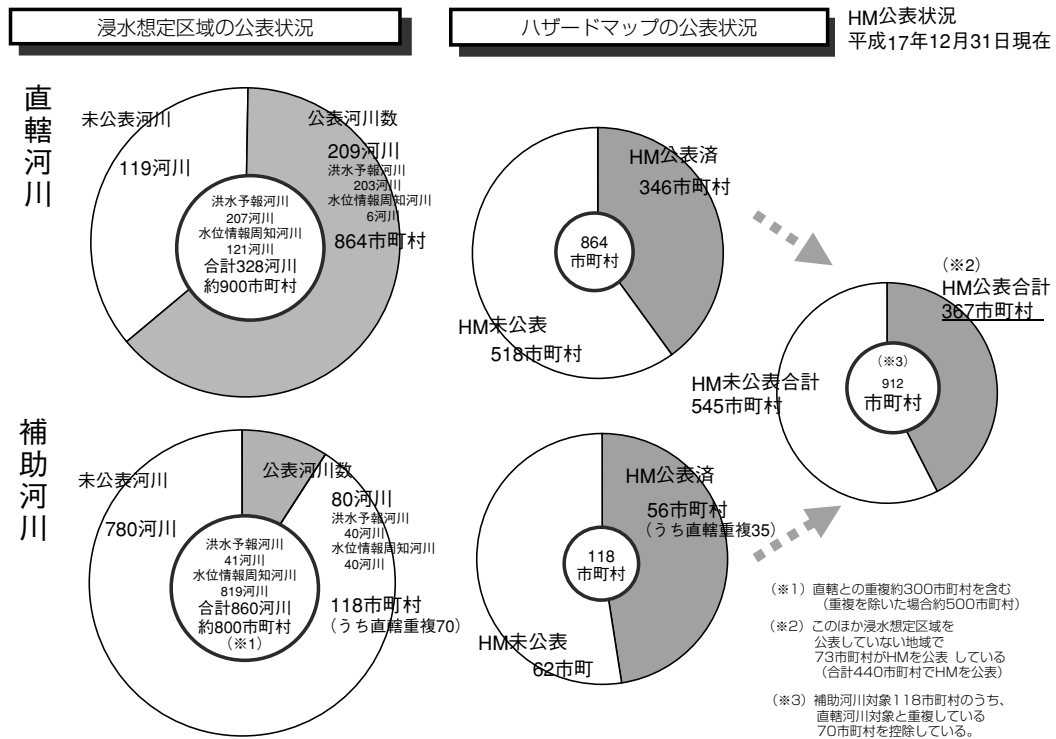 浸水想定区域の公表状況
ハザードマップの公表状況
HM公表状況
平成17年12月31日現在
直轄河川
未公表河川
119河川
公表河川数
209河川
洪水予報河川
203河川
水位情報周知河川
6河川
864市町村
洪水予報河川
207河川
水位情報周知河川
121河川
合計328河川
約900市町村
HM公表済
346市町村
864
市町村
HM未公表
518市町村
(※2)
HM公表合計
367市町村
(※3)
912
市町村
HM未公表合計
545市町村
補助河川
未公表河川
780河川
公表河川数
80河川
洪水予報河川
40河川
水位情報周知河川
40河川
118市町村
(うち直轄重複70)
洪水予報河川
41河川
水位情報周知河川
819河川
合計860河川
約800市町村
(※1)
HM公表済
56市町村
(うち直轄重複35)
118
市町村
HM未公表
62市町
(※1) 直轄との重複約300市町村を含む
(重複を除いた場合約500市町村)
(※2) このほか浸水想定区域を
公表していない地域で
73市町村がHMを公表 している
(合計440市町村でHMを公表)
(※3) 補助河川対象118市町村のうち、
直轄河川対象と重複している
70市町村を控除している。